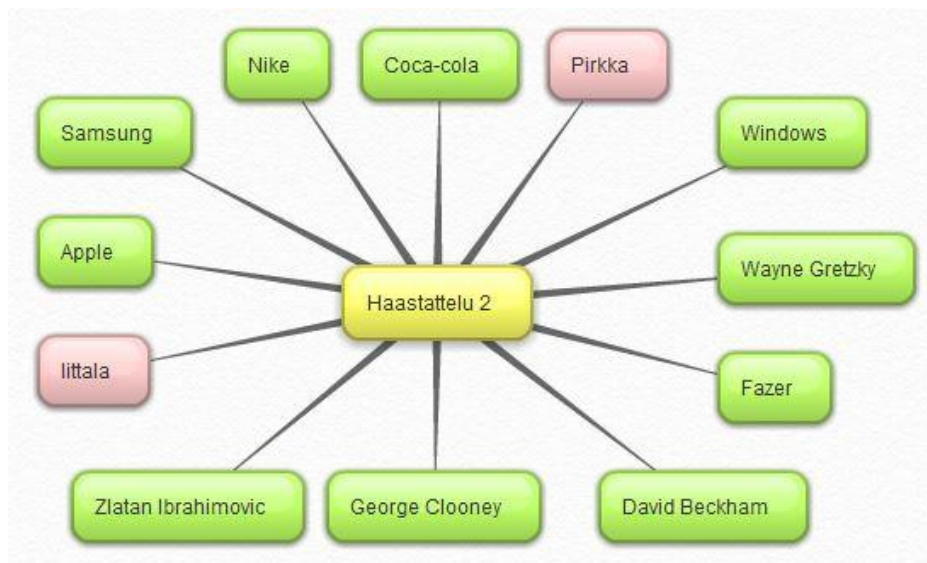 Nike
Coca-cola
Pirkka
Samsung
Windows
Apple
Wayne Gretzky
Haastattelu 2
Iittala
Fazer
Zlatan Ibrahimovic
George Clooney
David Beckham